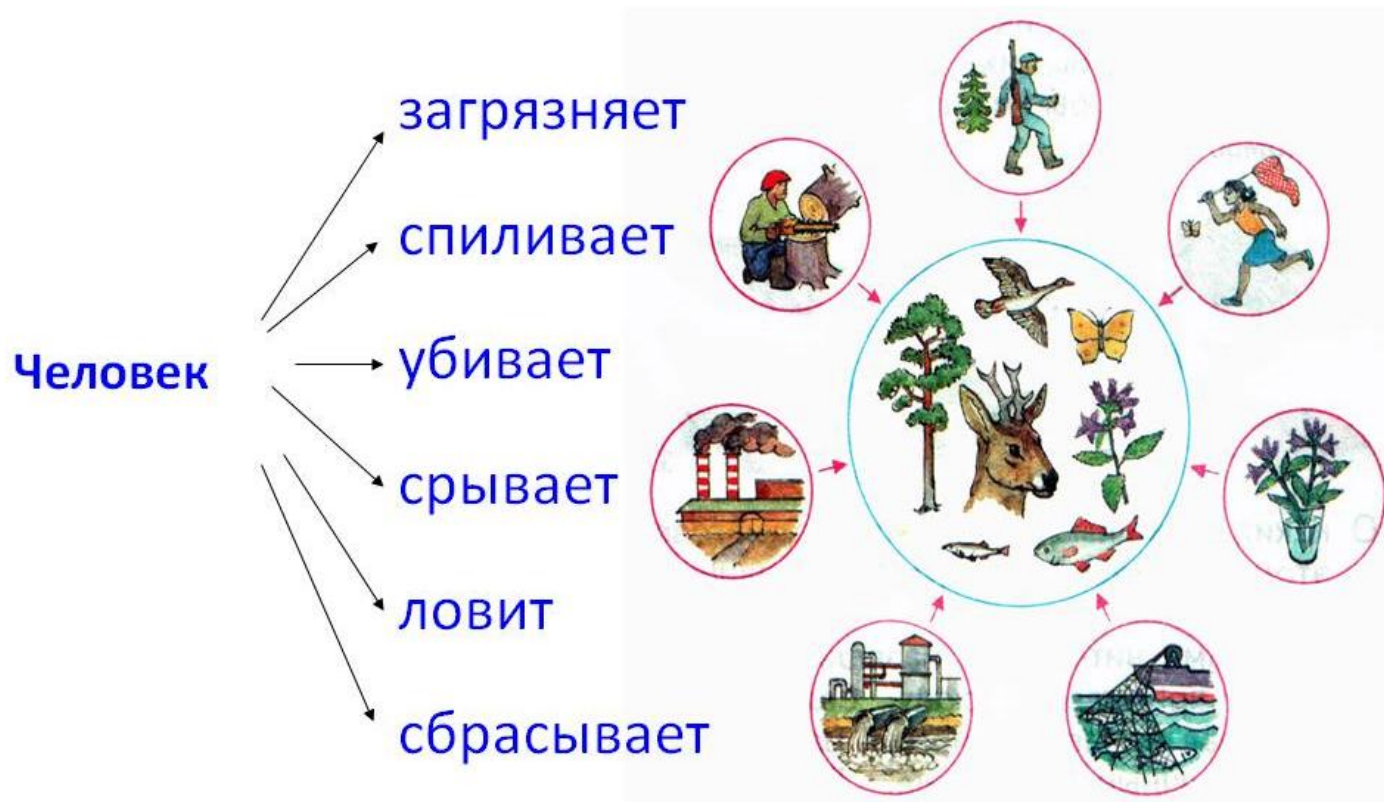 загрязняет
спиливает
убивает
Человек
срывает
ловит
сбрасывает